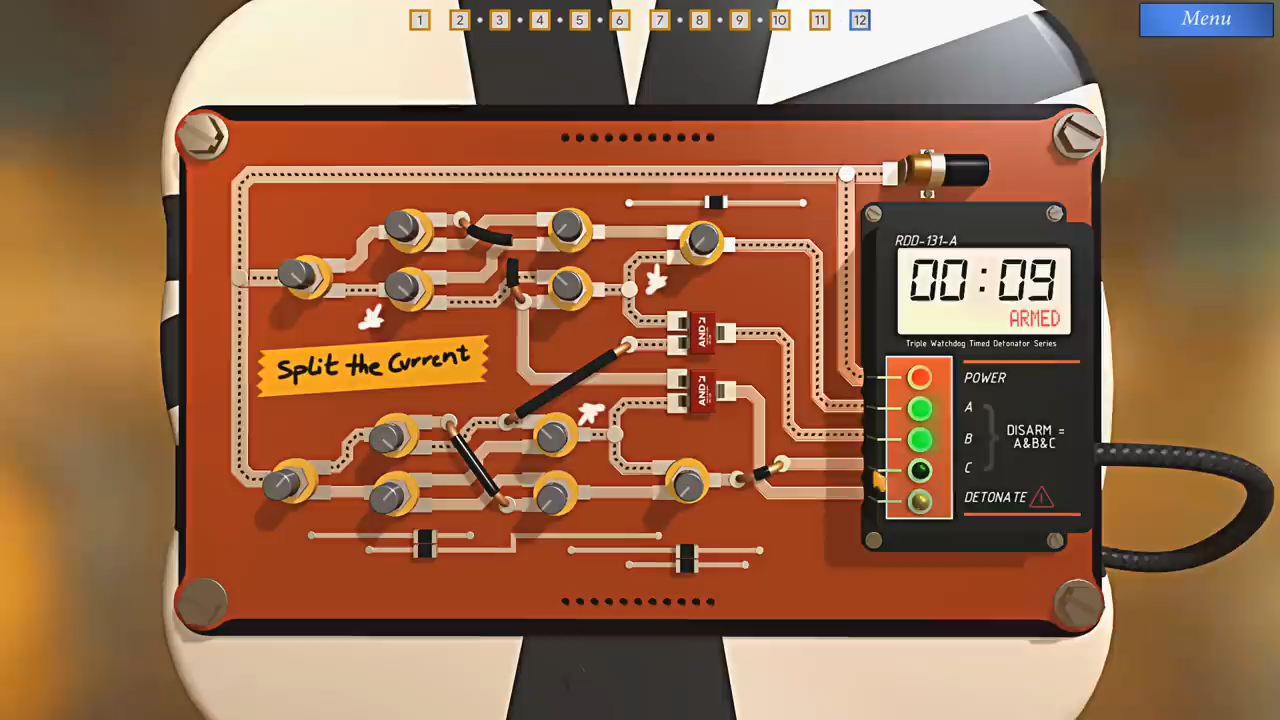 1 2 3 4 5 6 7 8 9 10 11 12
Menu
RDD-131-A
00:09
ARMED
Triple Watchdog Timed Detonator Series
Split the Current
AND
AND
POWER
A
B
C
DISARM =
A&B&C
DETONATE